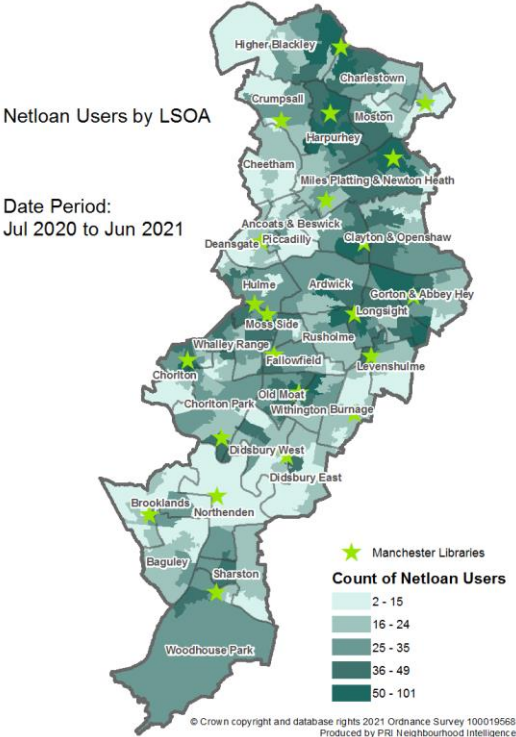 Higher Blackley
Charlestown
Crumpsall
Netloan Users by LSOA
Moston
Harpurhey
Cheetham
Miles Platting & Newton Heath
Date Period:
Jul 2020 to Jun 2021
Ancoats & Beswick
Deansgate
Piccadilly
Clayton & Openshaw
Hulme
Ardwick
Gorton & Abbey Hey
Longsight
Moss Side
Rusholme
Whalley Range
Fallowfield
Levenshulme
Chorlton
Old Moat
Chorlton Park
Withington
Burnage
Didsbury West
Didsbury East
Brooklands
Northenden
Baguley
Sharston
Woodhouse Park
Manchester Libraries
Count of Netloan Users
2 - 15
16 - 24
25 - 35
36 - 49
50 - 101
© Crown copyright and database rights 2021 Ordnance Survey 100019568
Produced by PRI Neighbourhood Intelligence